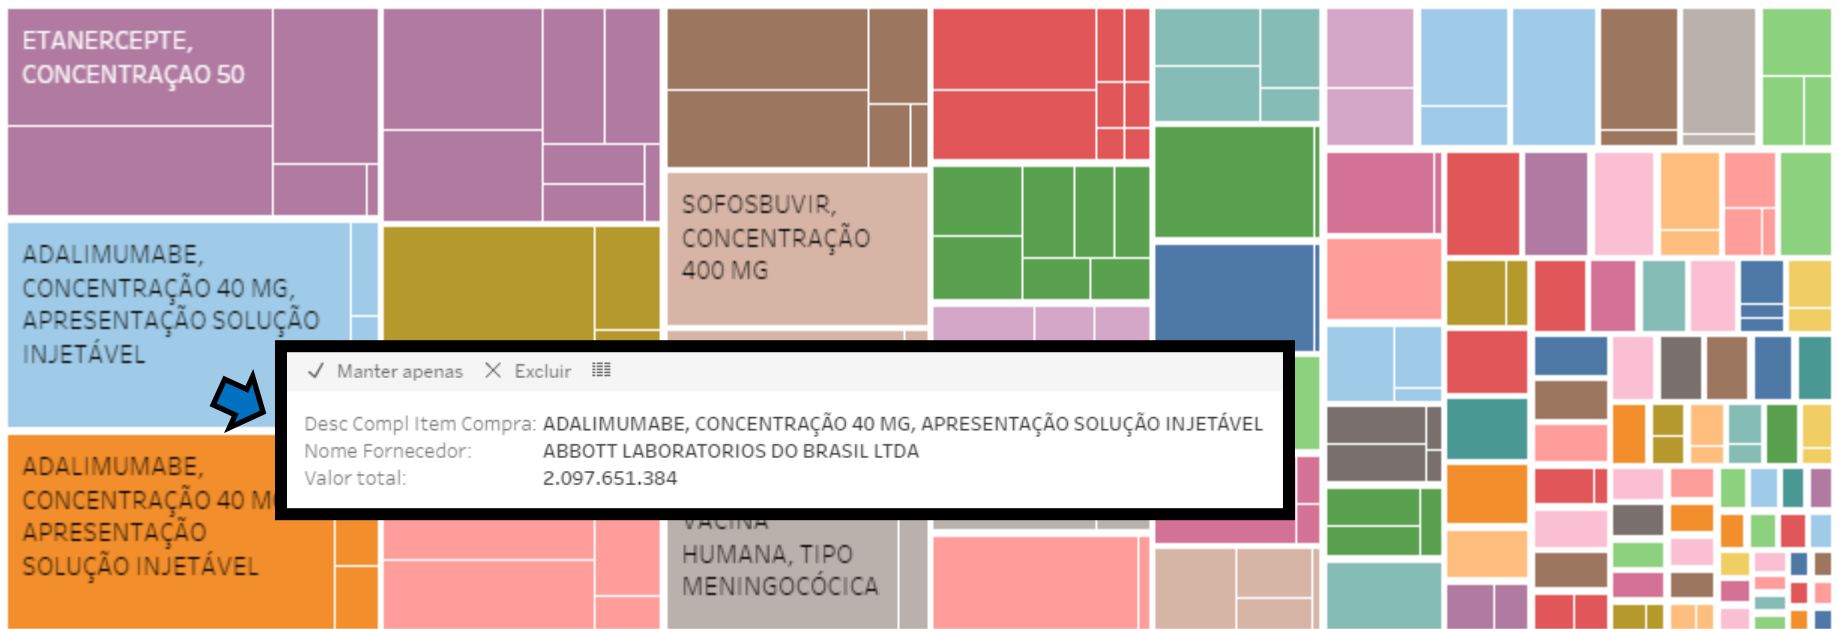 ETANERCEPTE,
CONCENTRAÇAO 50
ADALIMUMABE,
CONCENTRAÇÃO 40 MG,
APRESENTAÇÃO SOLUÇÃO
INJETÁVEL
ADALIMUMABE,
CONCENTRAÇÃO 40
APRESENTAÇÃO
SOLUÇÃO INJETÁVEL
SOFOSBUVIR,
CONCENTRAÇÃO
400 MG
Manter apenas Excluir
Desc Compl Item Compra: ADALIMUMABE, CONCENTRAÇÃO 40 MG, APRESENTAÇÃO SOLUÇÃO INJETÁVEL
Nome Fornecedor: ABBOTT LABORATORIOS DO BRASIL LTDA
Valor total: 2.097.651.384
VACINA
HUMANA, TIPO
MENINGOCÓCICA